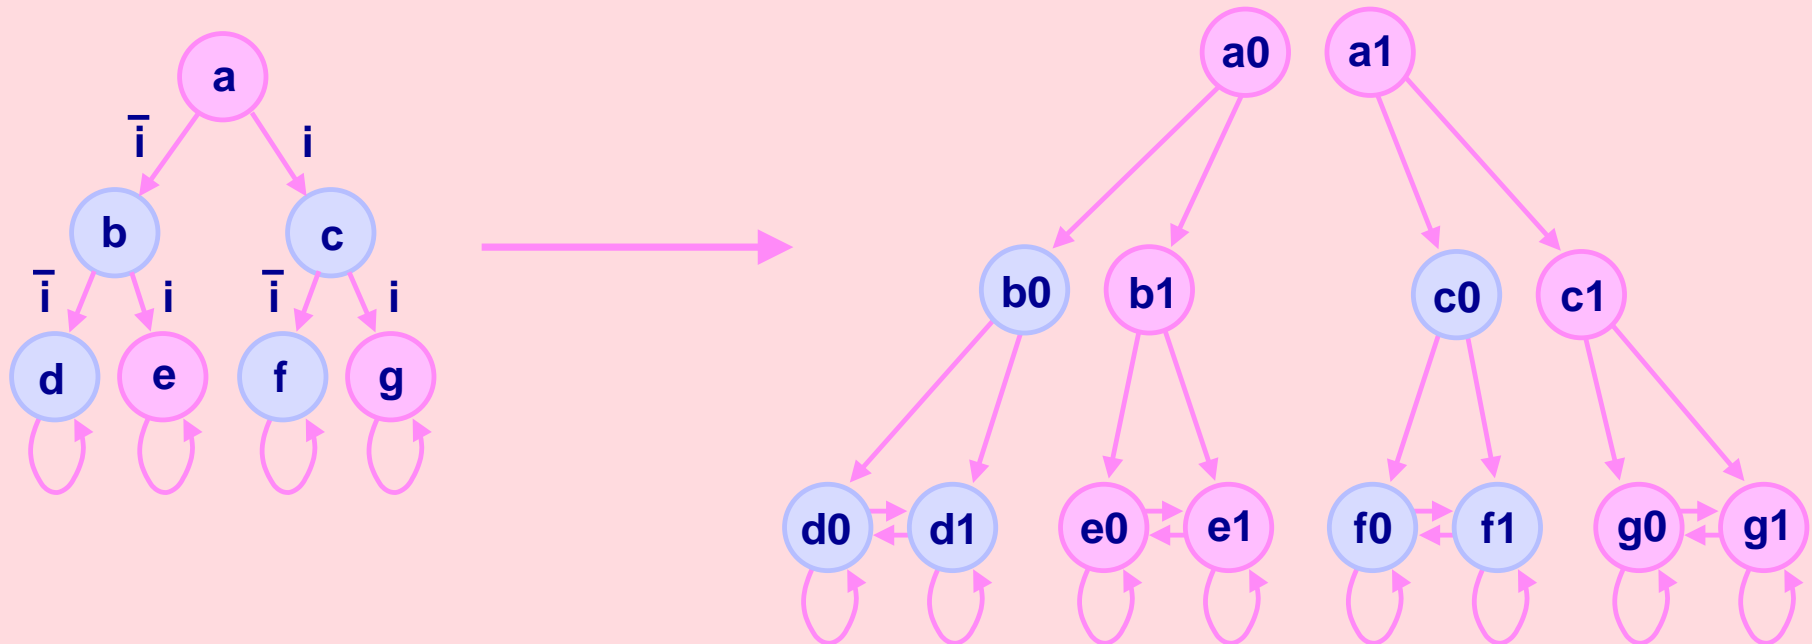 a
i̅ i
b c
i̅ i i̅ i
d e f g
a0 a1
b0 b1 c0 c1
d0 d1 e0 e1 f0 f1 g0 g1